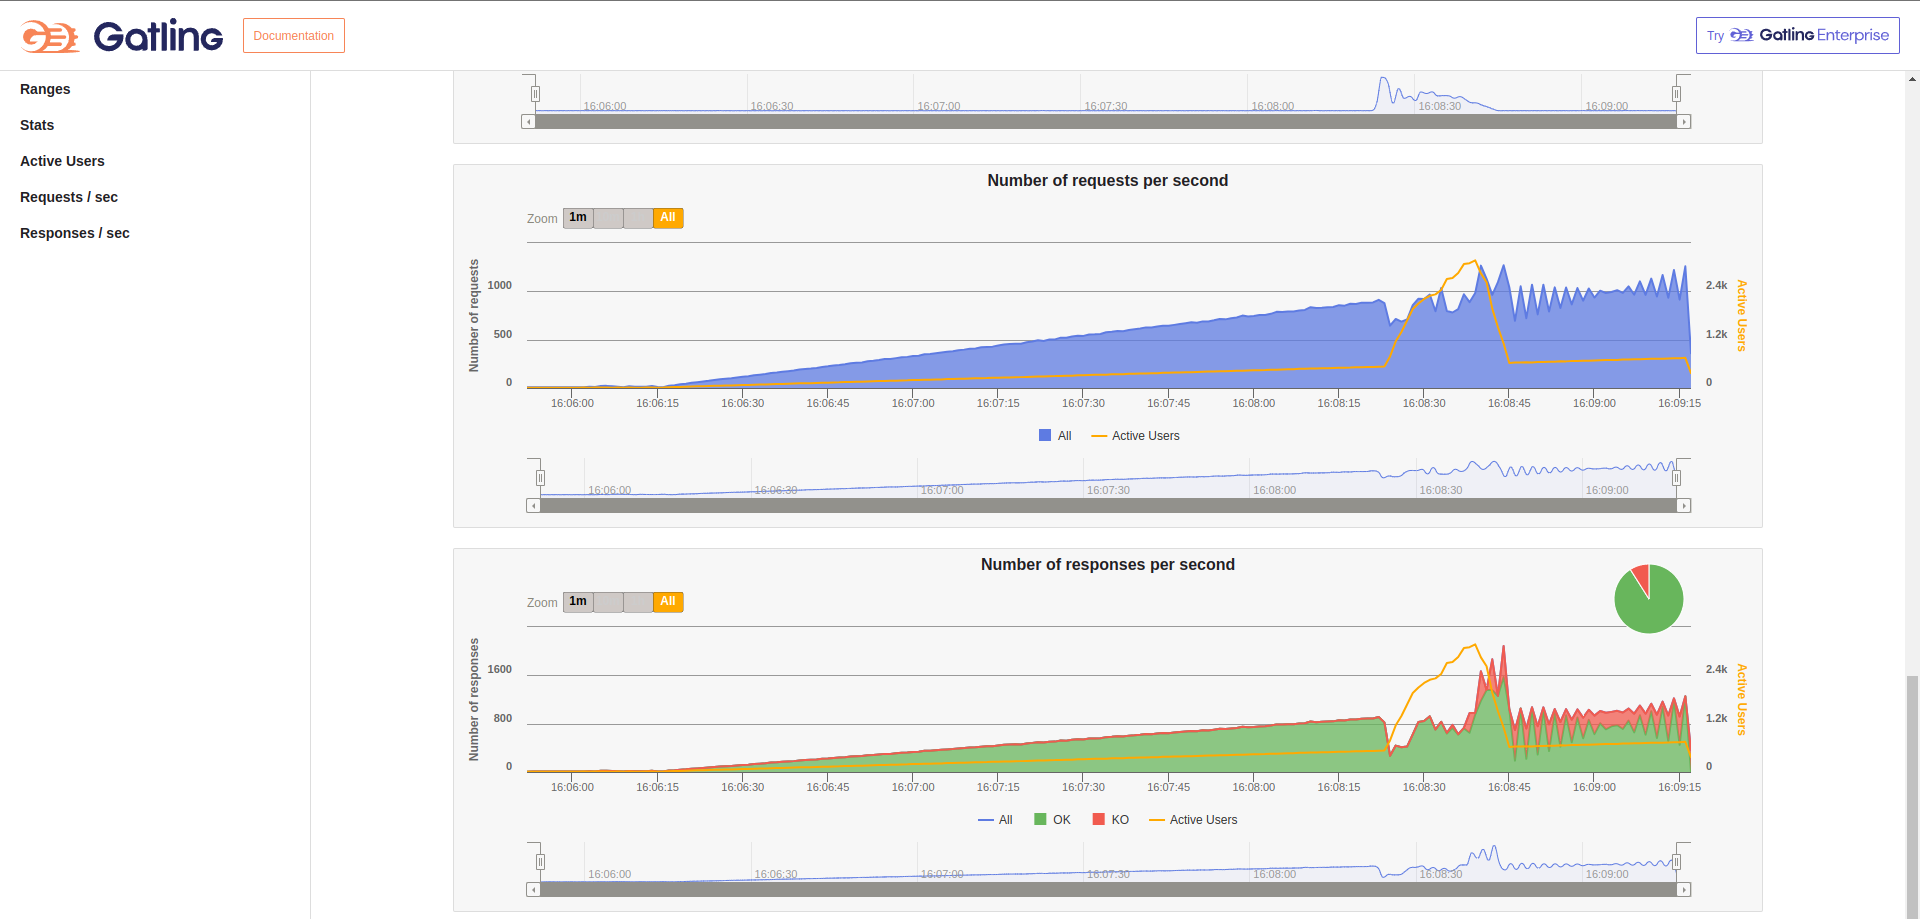 Gatling
Documentation
Try Gatling Enterprise
Ranges
Stats
Active Users
Requests / sec
Responses / sec
16:06:00 16:06:30 16:07:00 16:07:30 16:08:00 16:08:30 16:09:00
Number of requests per second
Zoom 1m All
Number of requests
1000
500
0
2.4k
1.2k
0
Active Users
16:06:00 16:06:15 16:06:30 16:06:45 16:07:00 16:07:15 16:07:30 16:07:45 16:08:00 16:08:15 16:08:30 16:08:45 16:09:00 16:09:15
All Active Users
16:06:00 16:06:30 16:07:00 16:07:30 16:08:00 16:08:30 16:09:00
Number of responses per second
Zoom 1m All
Number of responses
1600
800
0
2.4k
1.2k
0
Active Users
16:06:00 16:06:15 16:06:30 16:06:45 16:07:00 16:07:15 16:07:30 16:07:45 16:08:00 16:08:15 16:08:30 16:08:45 16:09:00 16:09:15
All OK KO Active Users
16:06:00 16:06:30 16:07:00 16:07:30 16:08:00 16:08:30 16:09:00